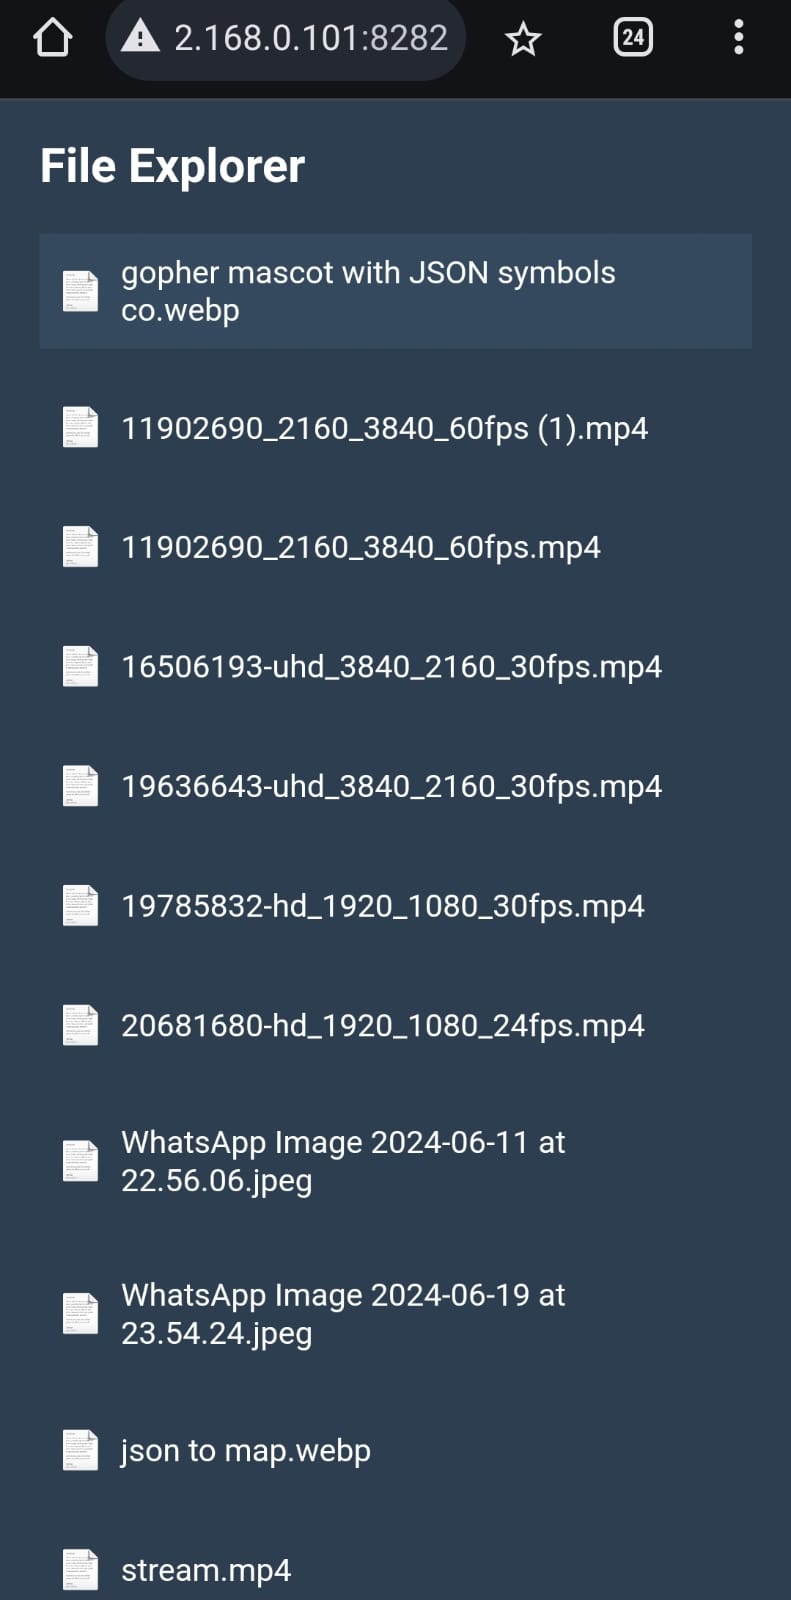 2.168.0.101:8282
24
File Explorer
gopher mascot with JSON symbols
co.webp
11902690_2160_3840_60fps (1).mp4
11902690_2160_3840_60fps.mp4
16506193-uhd_3840_2160_30fps.mp4
19636643-uhd_3840_2160_30fps.mp4
19785832-hd_1920_1080_30fps.mp4
20681680-hd_1920_1080_24fps.mp4
WhatsApp Image 2024-06-11 at
22.56.06.jpeg
WhatsApp Image 2024-06-19 at
23.54.24.jpeg
json to map.webp
stream.mp4